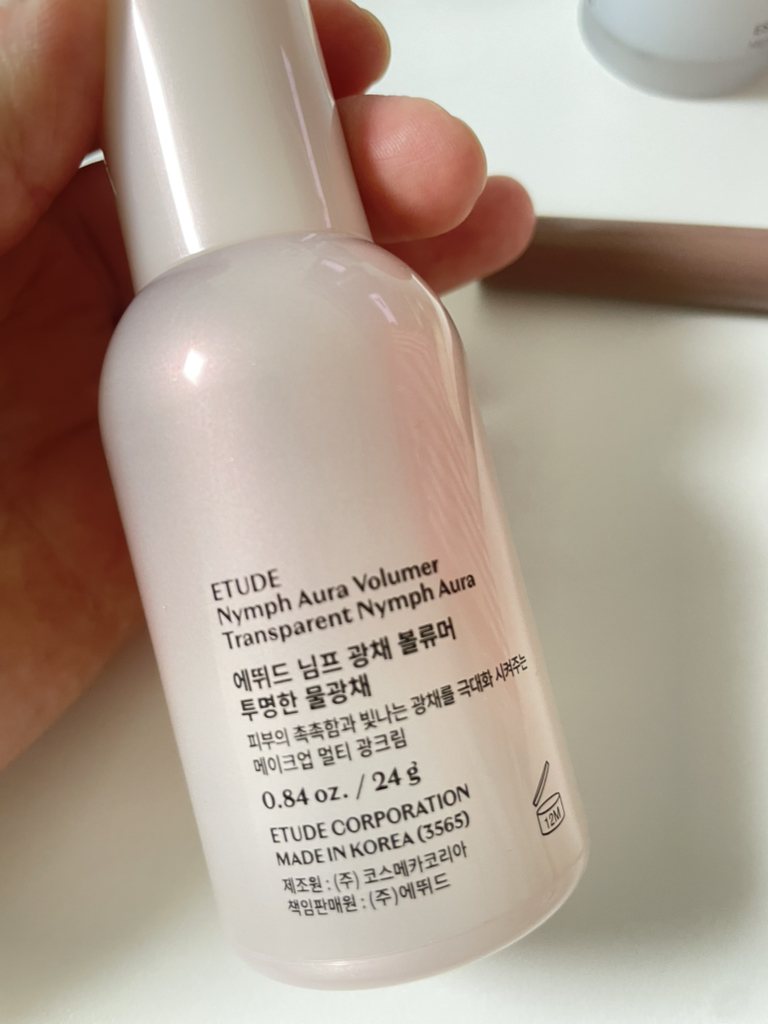 ETUDE
Nymph Aura Volumer
Transparent Nymph Aura
에뛰드 님프 광채 볼류머
투명한 물광채
피부의 촉촉함과 빛나는 광채를 극대화 시켜주는
메이크업 멀티 광크림
0.84 oz. / 24 g
ETUDE CORPORATION
MADE IN KOREA (3565)
제조원 : (주) 코스메카코리아
책임판매원 : (주)에뛰드
12M